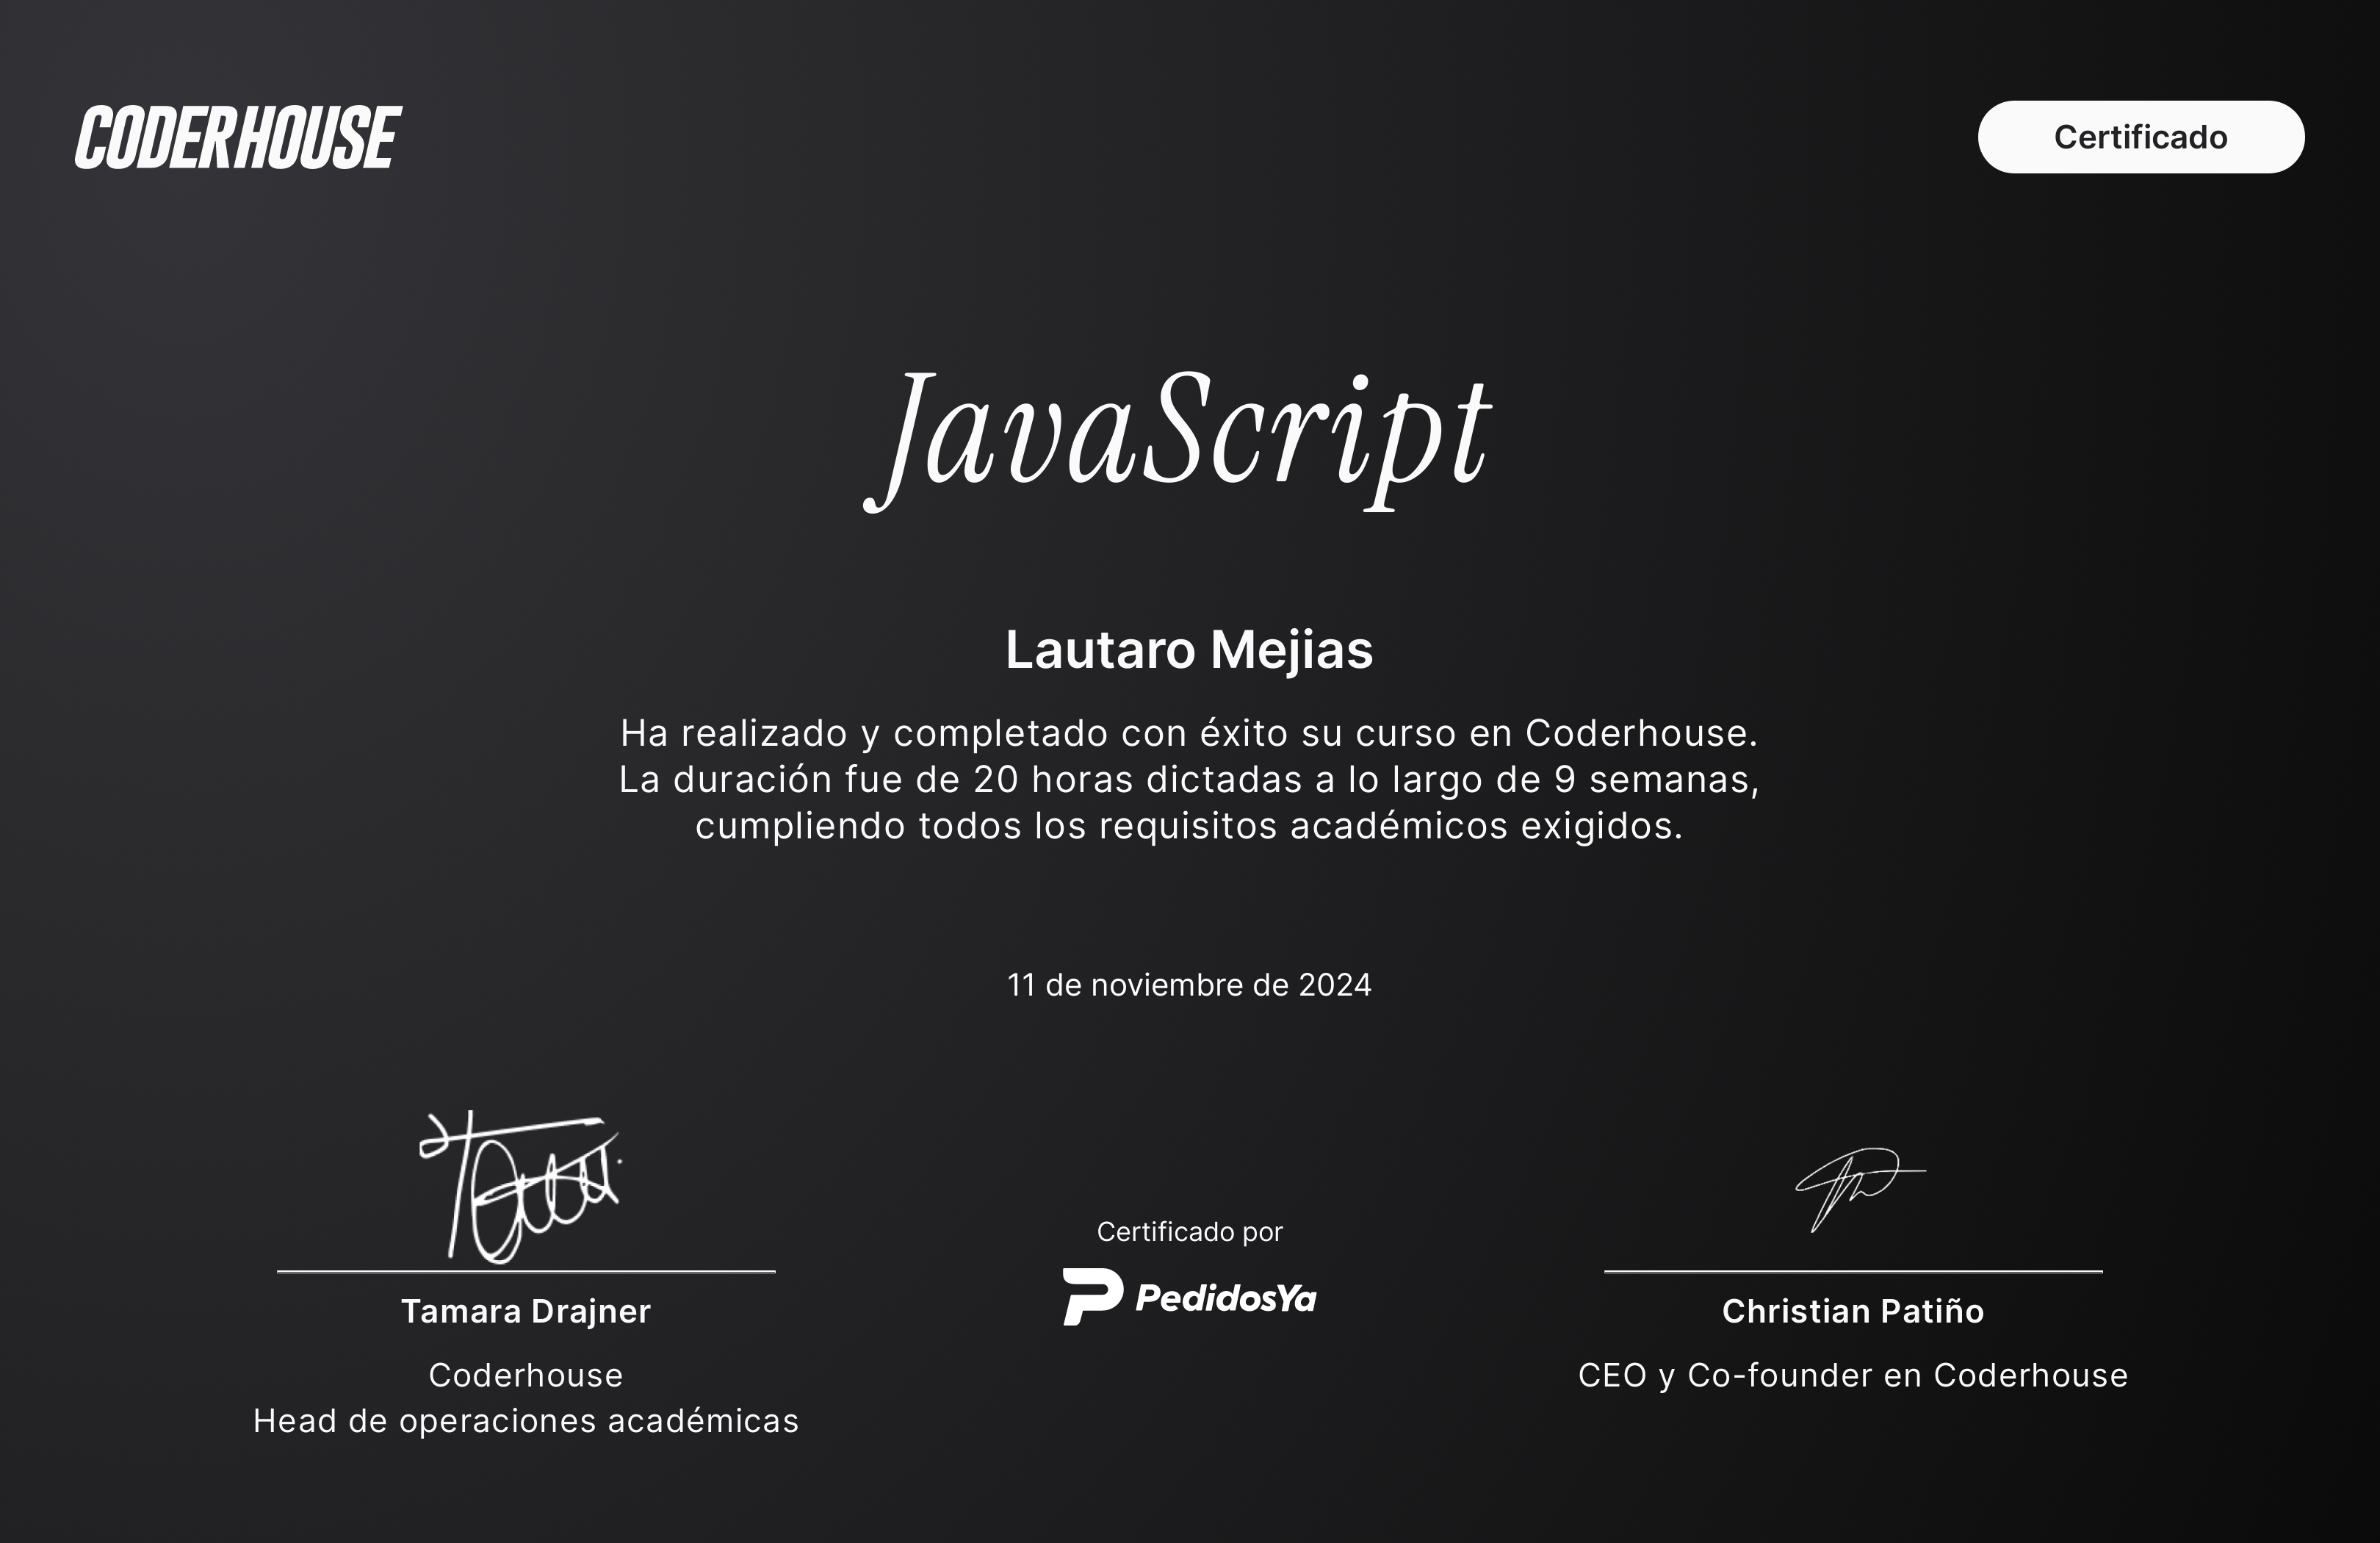 CODERHOUSE
Certificado
JavaScript
Lautaro Mejias
Ha realizado y completado con éxito su curso en Coderhouse.
La duración fue de 20 horas dictadas a lo largo de 9 semanas,
cumpliendo todos los requisitos académicos exigidos.
11 de noviembre de 2024
Tamara Drajner
Coderhouse
Head de operaciones académicas
Certificado por
PedidosYa
Christian Patiño
CEO y Co-founder en Coderhouse